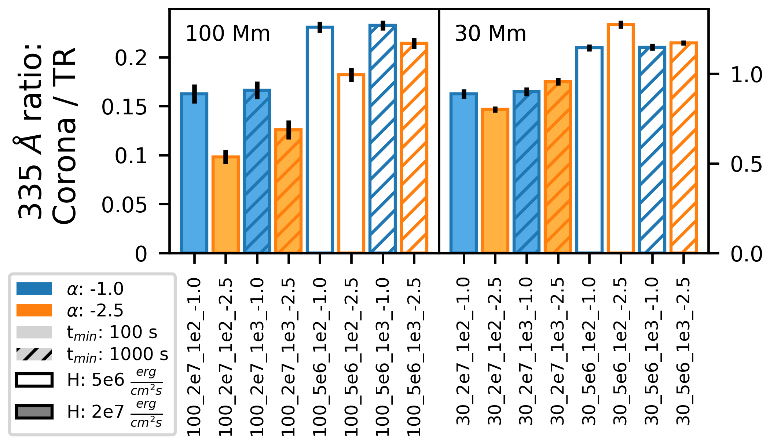 335 Å ratio:
Corona / TR
0.2
0.15
0.1
0.05
0
100 Mm
30 Mm
1.0
0.5
0.0
100_2e7_1e2_-1.0
100_2e7_1e2_-2.5
100_2e7_1e3_-1.0
100_2e7_1e3_-2.5
100_5e6_1e2_-1.0
100_5e6_1e2_-2.5
100_5e6_1e3_-1.0
100_5e6_1e3_-2.5
30_2e7_1e2_-1.0
30_2e7_1e2_-2.5
30_2e7_1e3_-1.0
30_2e7_1e3_-2.5
30_5e6_1e2_-1.0
30_5e6_1e2_-2.5
30_5e6_1e3_-1.0
30_5e6_1e3_-2.5
α: -1.0
α: -2.5
t_min: 100 s
t_min: 1000 s
H: 5e6 erg/cm²s
H: 2e7 erg/cm²s